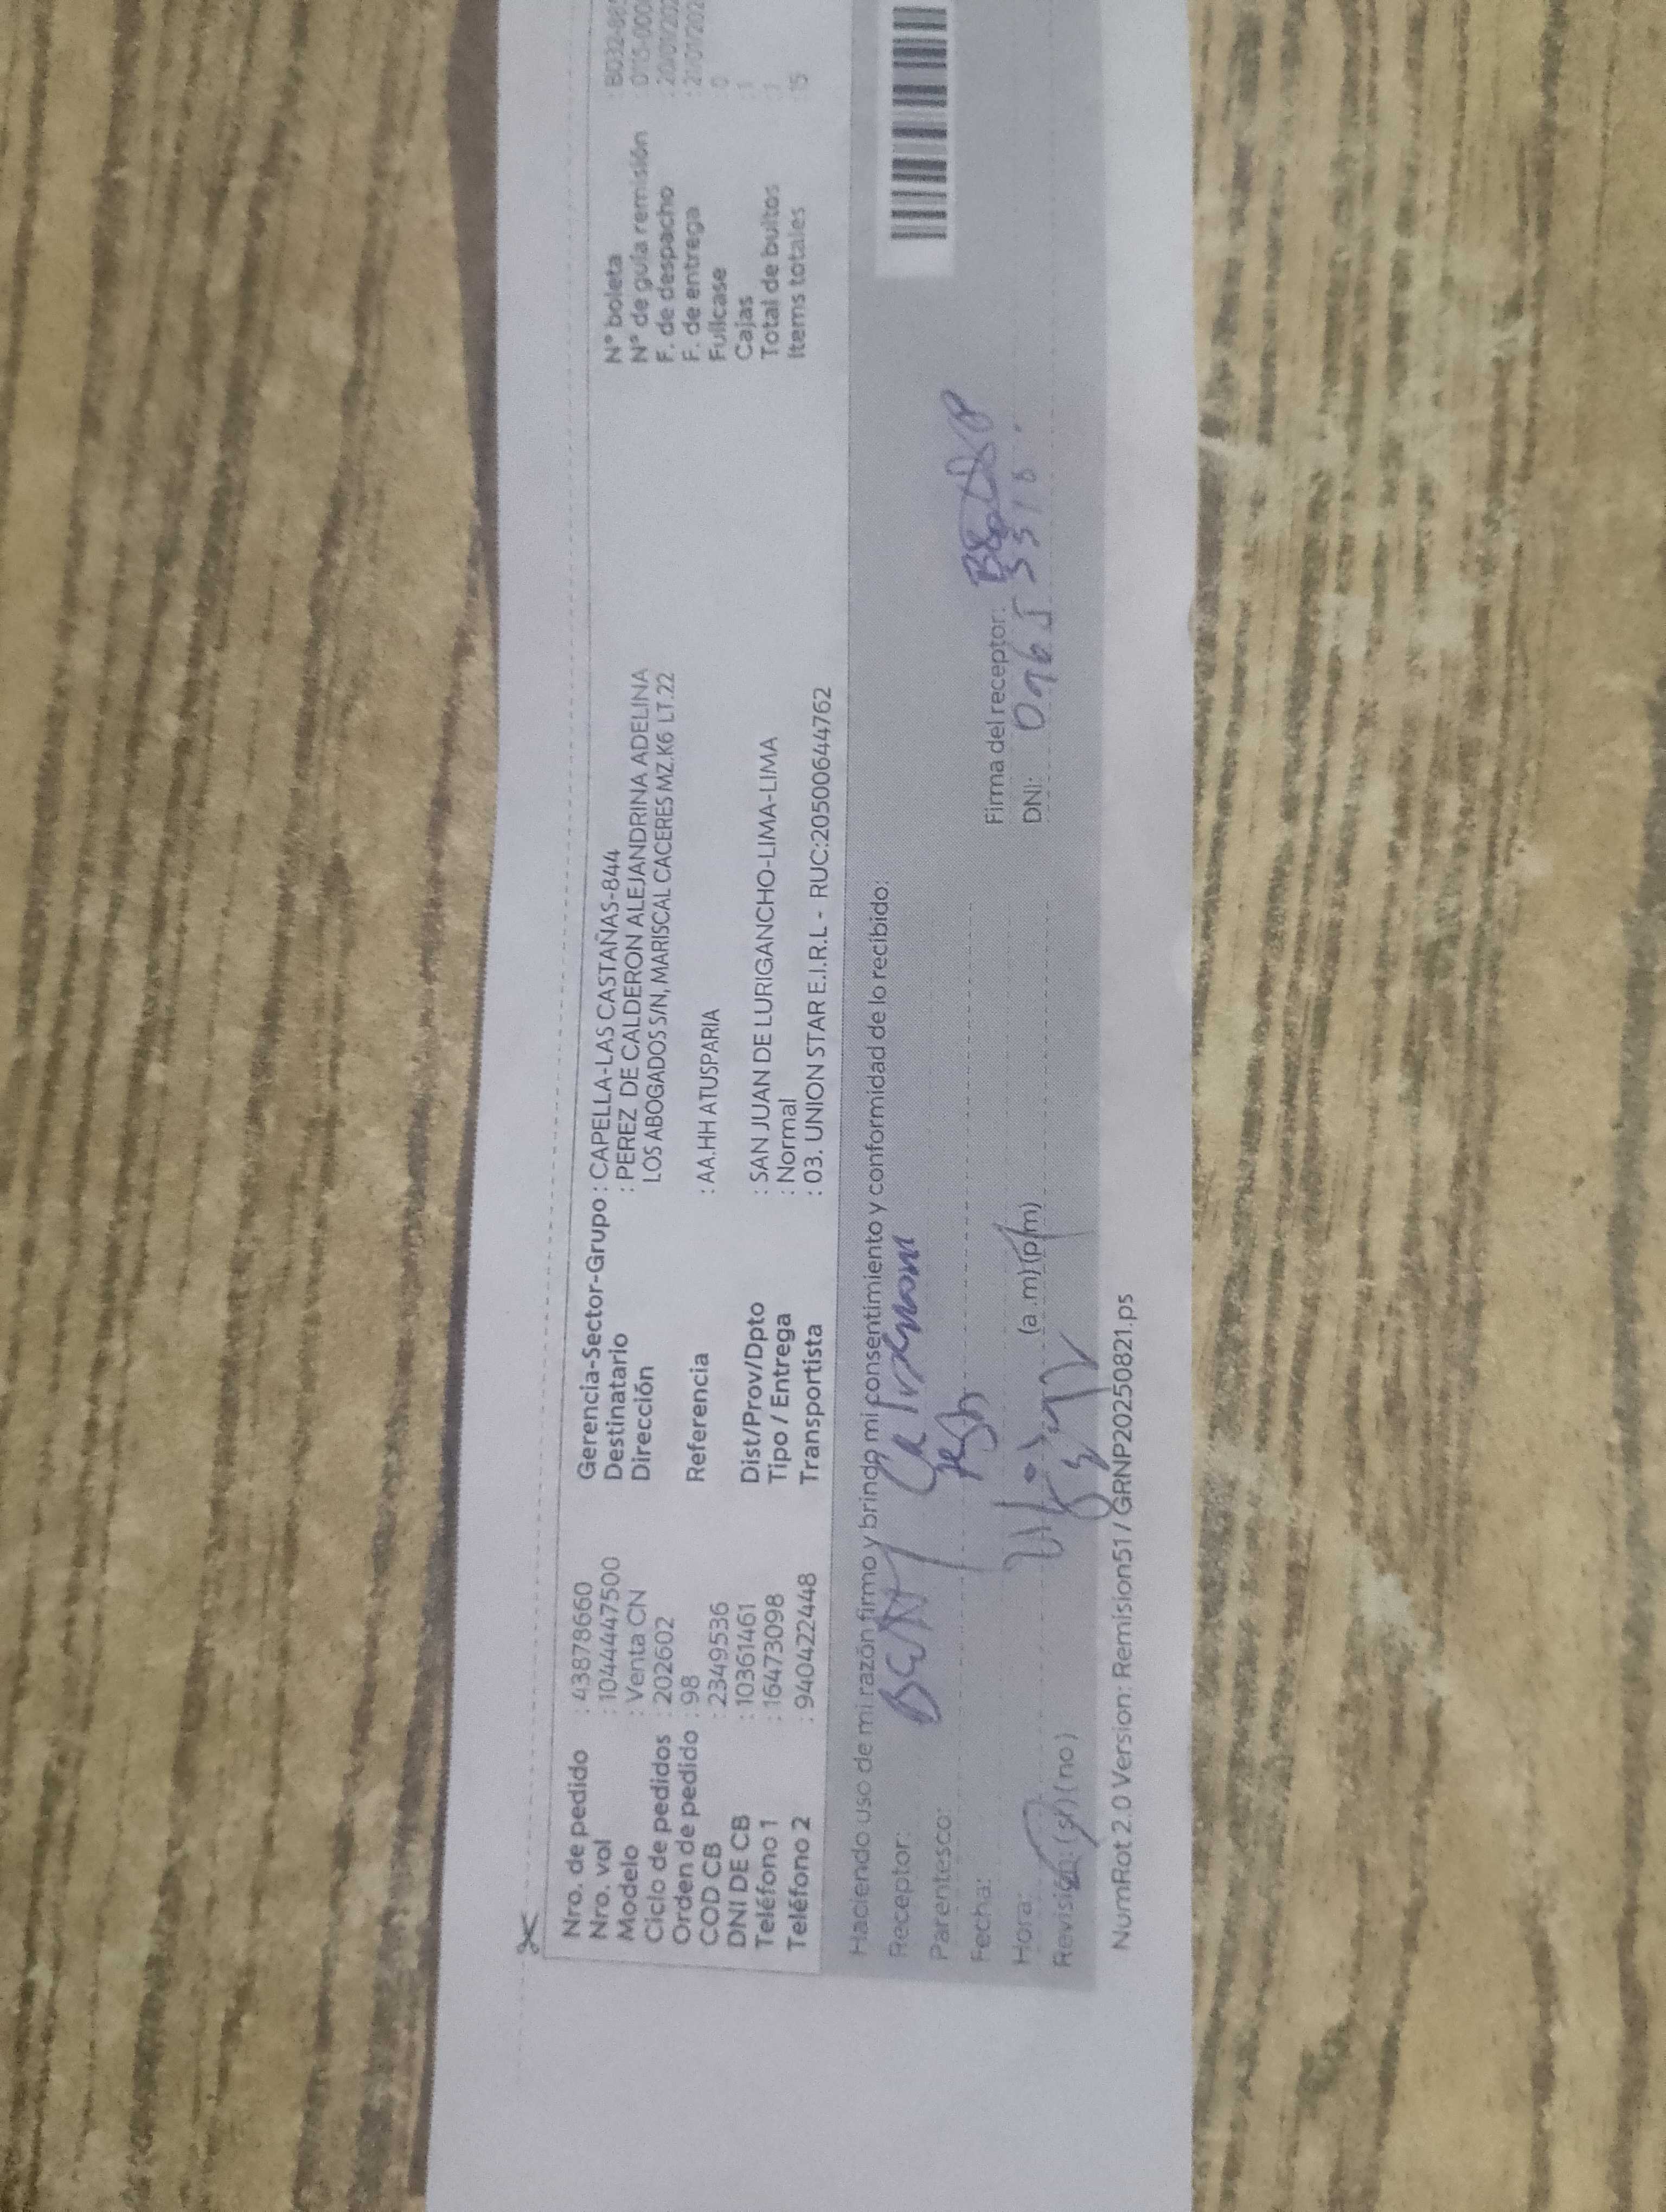 Nro. de pedido : 43878660
Nro. vol : 10444447500
Modelo : Venta CN
Ciclo de pedidos : 202602
Orden de pedido : 98
COD CB : 2349536
DNI DE CB : 10361461
Teléfono 1 : 16473098
Teléfono 2 : 940422448
Gerencia-Sector-Grupo : CAPELLA-LAS CASTAÑAS-844
Destinatario : PEREZ DE CALDERON ALEJANDRINA ADELINA
Dirección LOS ABOGADOS S/N,MARISCAL CACERES MZ.K6 LT.22
Referencia : AA.HH ATUSPARIA
Dist/Prov/Dpto : SAN JUAN DE LURIGANCHO-LIMA-LIMA
Tipo / Entrega : Normal
Transportista : 03. UNION STAR E.I.R.L - RUC:20500644762
N° boleta
N° de guía remisión
F. de despacho
F. de entrega
Fullcase : 0
Cajas : 1
Total de bultos : 1
Items totales : 15
Haciendo uso de mi razón firmo y brindo mi consentimiento y conformidad de lo recibido:
Receptor:
Parentesco:
Fecha:
Hora: (a.m) (p.m)
Revisión: (si) (no)
Firma del receptor:
DNI:
NumRot 2.0 Version: Remision51 / GRNP20250821.ps